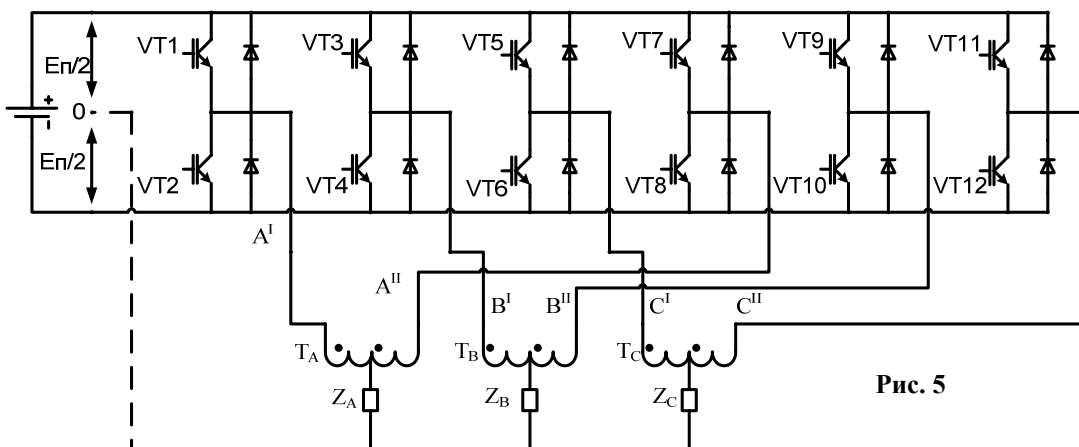 VT1
VT3
VT5
VT7
VT9
VT11
Eп/2
+
0
-
Eп/2
VT2
VT4
VT6
VT8
VT10
VT12
A^I
A^II
B^I
B^II
C^I
C^II
T_A
T_B
T_C
Z_A
Z_B
Z_C
Рис. 5